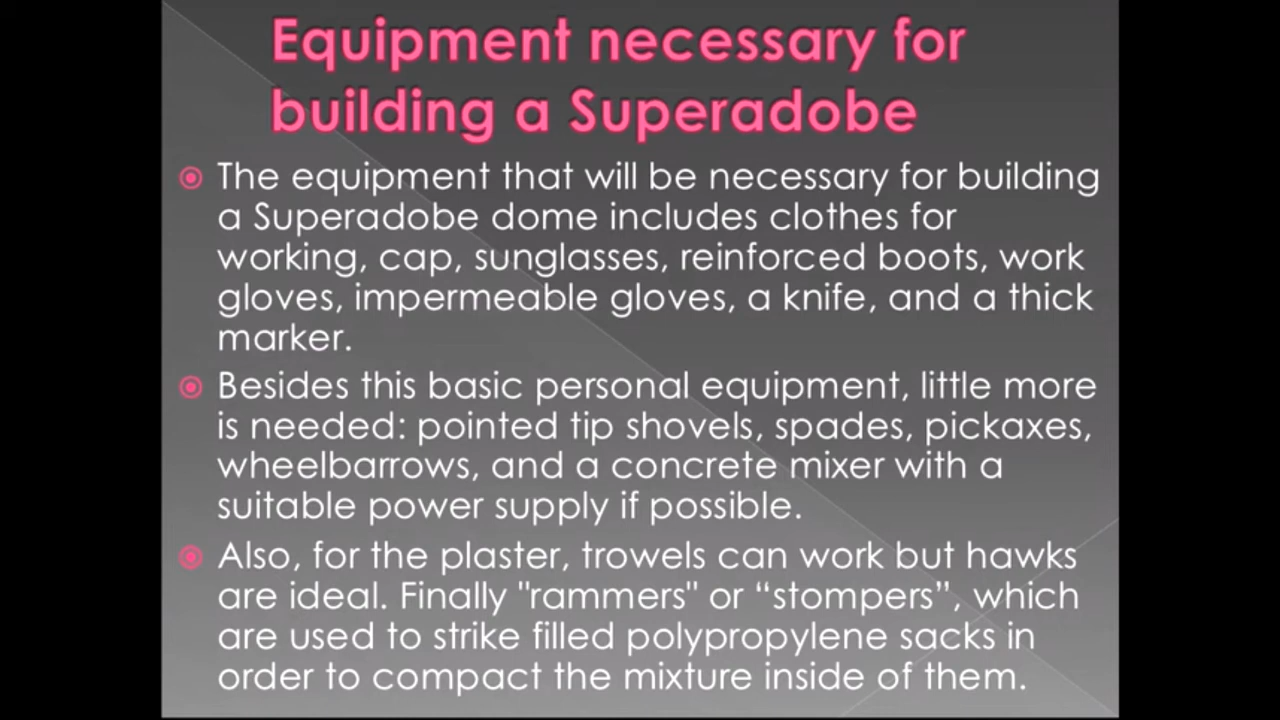 Equipment necessary for
building a Superadobe
The equipment that will be necessary for building
a Superadobe dome includes clothes for
working, cap, sunglasses, reinforced boots, work
gloves, impermeable gloves, a knife, and a thick
marker.
Besides this basic personal equipment, little more
is needed: pointed tip shovels, spades, pickaxes,
wheelbarrows, and a concrete mixer with a
suitable power supply if possible.
Also, for the plaster, trowels can work but hawks
are ideal. Finally "rammers" or “stompers”, which
are used to strike filled polypropylene sacks in
order to compact the mixture inside of them.